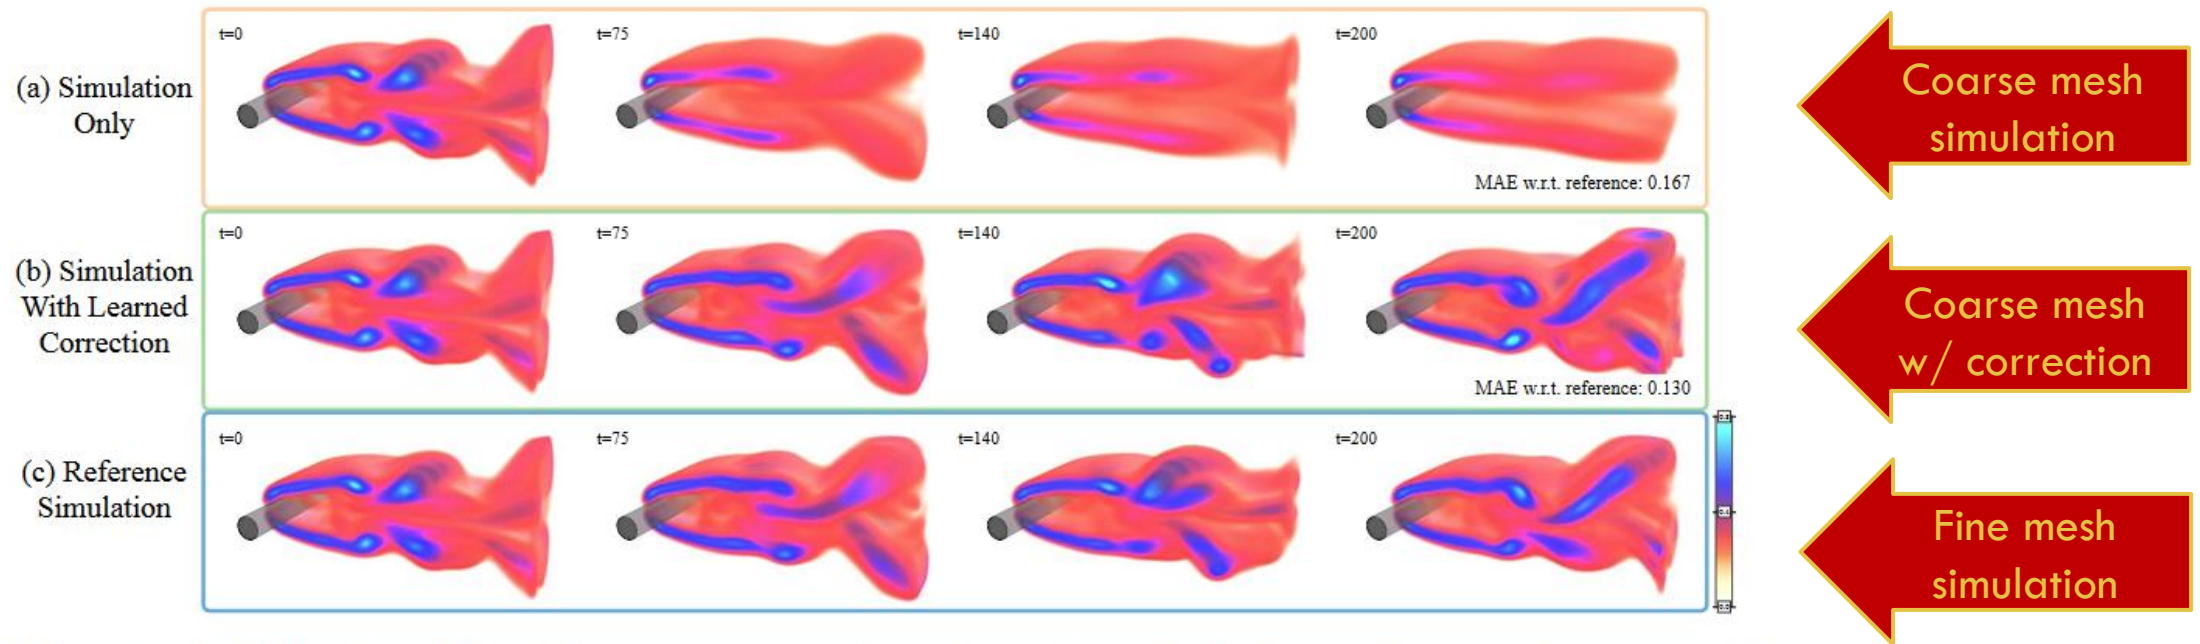 (a) Simulation
Only
t=0
t=75
t=140
t=200
MAE w.r.t. reference: 0.167
Coarse mesh
simulation
(b) Simulation
With Learned
Correction
t=0
t=75
t=140
t=200
MAE w.r.t. reference: 0.130
Coarse mesh
w/ correction
(c) Reference
Simulation
t=0
t=75
t=140
t=200
Fine mesh
simulation